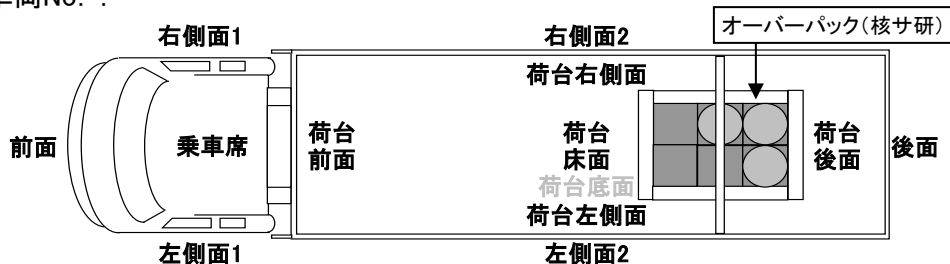 車両No. :
オーバーパック(核サ研)
右側面1
右側面2
荷台右側面
前面
乗車席
荷台
前面
荷台
床面
荷台
後面
後面
荷台底面
荷台左側面
左側面1
左側面2